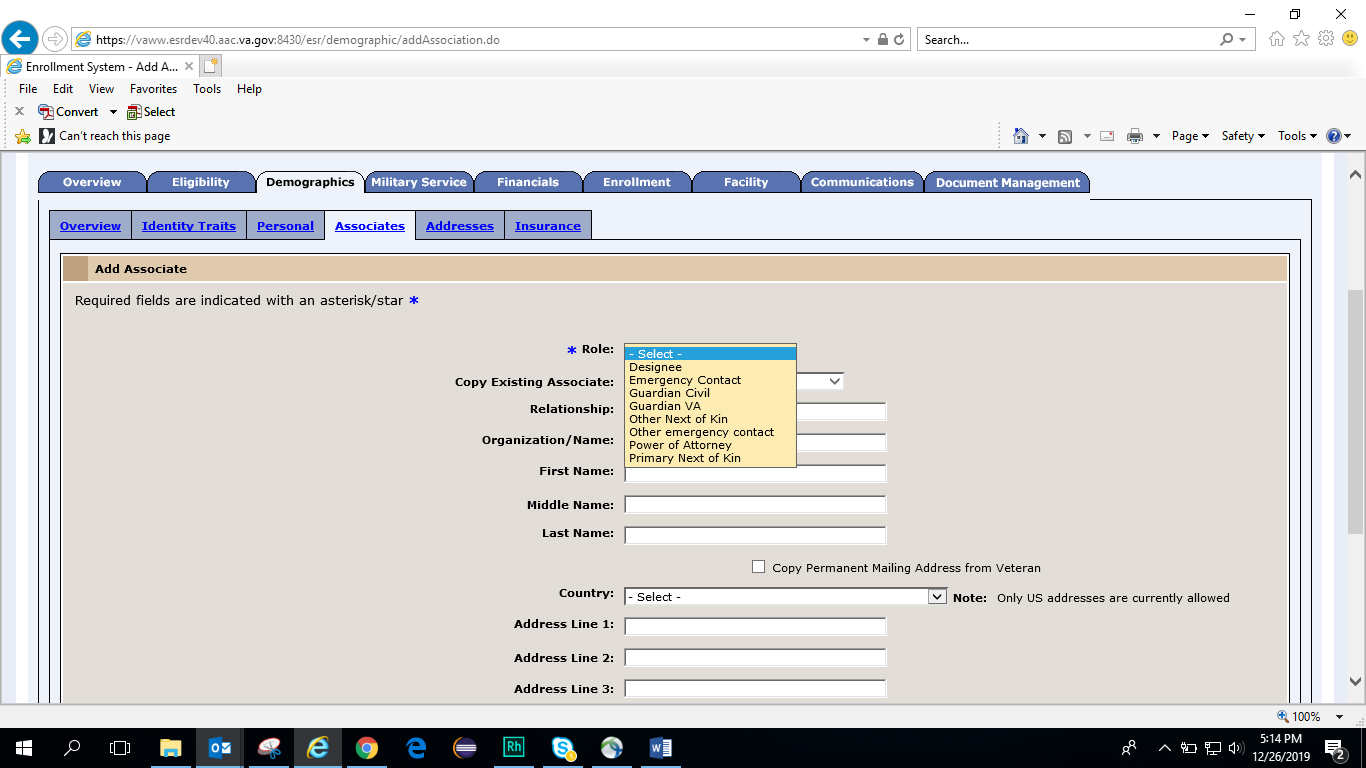 https://vaww.esrdev40.aac.va.gov:8430/esr/demographic/addAssociation.do
Search...
Enrollment System - Add A...
File Edit View Favorites Tools Help
Convert Select
Can't reach this page
Page Safety Tools
Overview Eligibility Demographics Military Service Financials Enrollment Facility Communications Document Management
Overview Identity Traits Personal Associates Addresses Insurance
Add Associate
Required fields are indicated with an asterisk/star *
* Role:
- Select -
Designee
Emergency Contact
Guardian Civil
Guardian VA
Other Next of Kin
Other emergency contact
Power of Attorney
Primary Next of Kin
Copy Existing Associate:
Relationship:
Organization/Name:
First Name:
Middle Name:
Last Name:
Copy Permanent Mailing Address from Veteran
Country: - Select - Note: Only US addresses are currently allowed
Address Line 1:
Address Line 2:
Address Line 3:
100%
Rh
5:14 PM
12/26/2019
2